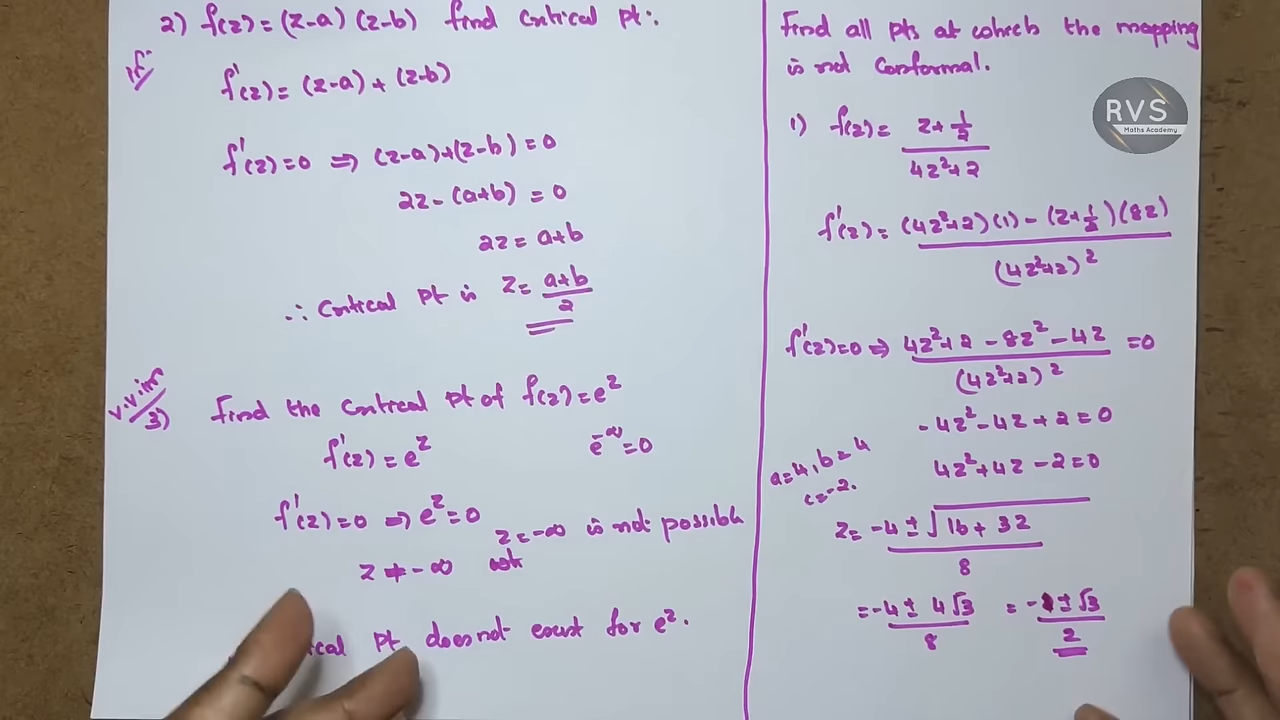 2) f(z) = (z-a) (z-b) find critical pt:
f'(z) = (z-a) + (z-b)
f'(z)=0 ⇒ (z-a)+(z-b) = 0
2z - (a+b) = 0
2z = a+b
∴ Critical pt is z = a+b/2
v.v.imp
3) Find the critical pt of f(z) = e^z
f'(z) = e^z e^-∞ = 0
f'(z)=0 ⇒ e^z = 0
z = -∞ is not possible
z ≠ -∞
ical pt does not exist for e^z.
Find all pts at which the mapping
is not conformal.
RVS
Maths Academy
1) f(z) = z + 1/2 / 4z²+2
f'(z) = (4z²+2)(1) - (z+1/2)(8z) / (4z²+2)²
f'(z)=0 ⇒ 4z²+2 - 8z² - 4z / (4z²+2)² = 0
-4z² - 4z + 2 = 0
4z² + 4z - 2 = 0
a=4, b=4
c=-2.
z = -4 ± √16 + 32 / 8
= -4 ± 4√3 / 8 = -1 ± √3 / 2